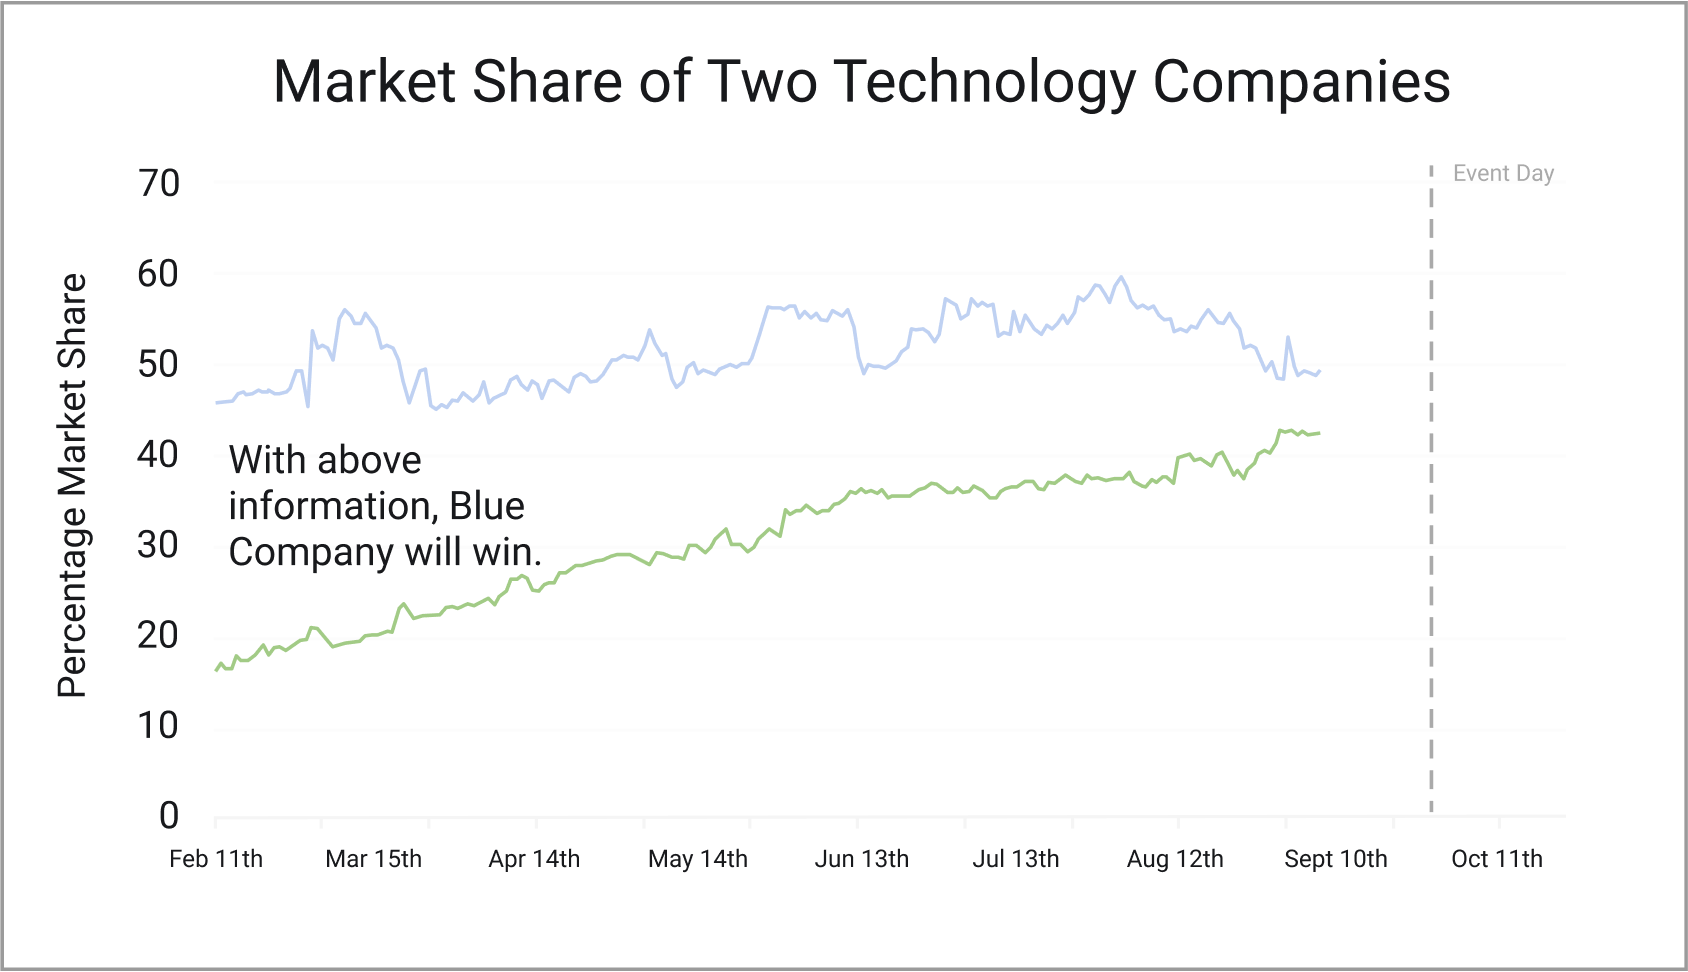 Market Share of Two Technology Companies
Event Day
Percentage Market Share
70
60
50
40
30
20
10
0
With above
information, Blue
Company will win.
Feb 11th Mar 15th Apr 14th May 14th Jun 13th Jul 13th Aug 12th Sept 10th Oct 11th